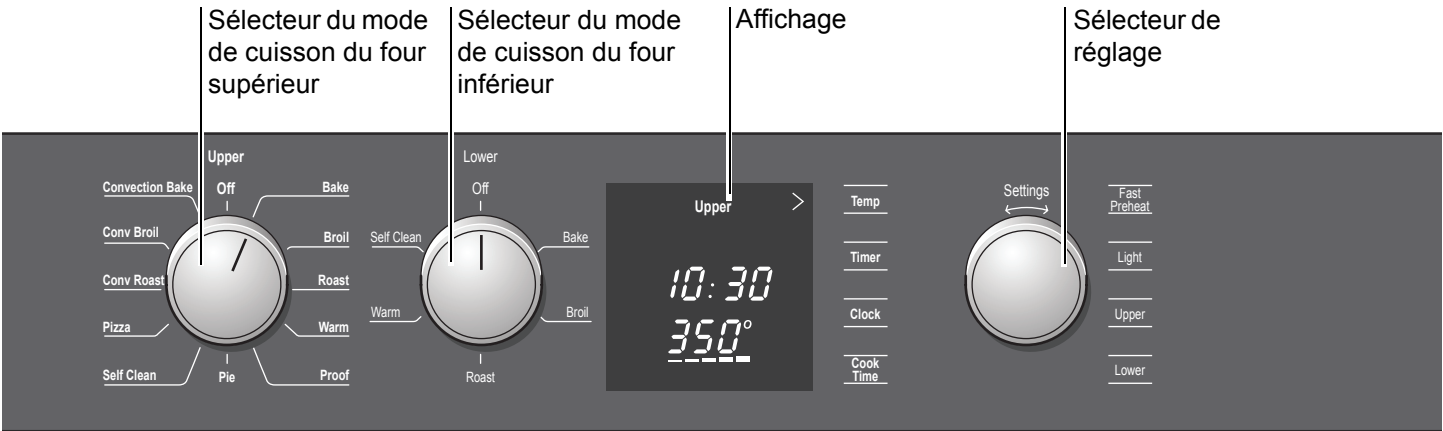 Sélecteur du mode
de cuisson du four
supérieur
Sélecteur du mode
de cuisson du four
inférieur
Affichage
Sélecteur de
réglage
Upper
Off
Convection Bake
Bake
Conv Broil
Broil
Conv Roast
Roast
Pizza
Warm
Self Clean
Pie
Proof
Lower
Off
Self Clean
Bake
Warm
Broil
Roast
Upper >
10:30
350°
Temp
Timer
Clock
Cook
Time
Settings
Fast
Preheat
Light
Upper
Lower